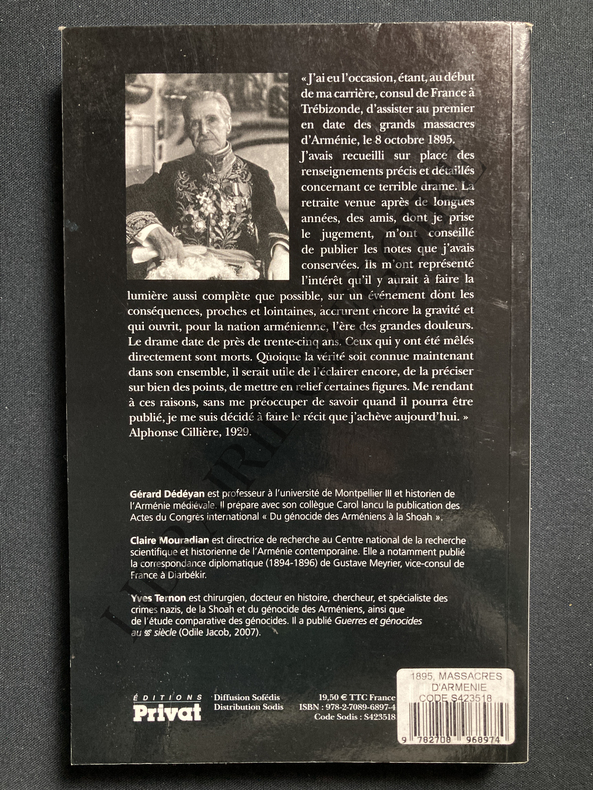 « J'ai eu l'occasion, étant, au début
de ma carrière, consul de France à
Trébizonde, d'assister au premier
en date des grands massacres
d'Arménie, le 8 octobre 1895.
J'avais recueilli sur place des
renseignements précis et détaillés
concernant ce terrible drame. La
retraite venue après de longues
années, des amis, dont je prise
le jugement, m'ont conseillé
de publier les notes que j'avais
conservées. Ils m'ont représenté
l'intérêt qu'il y aurait à faire la
lumière aussi complète que possible, sur un événement dont les
conséquences, proches et lointaines, accrurent encore la gravité et
qui ouvrit, pour la nation arménienne, l'ère des grandes douleurs.
Le drame date de près de trente-cinq ans. Ceux qui y ont été mêlés
directement sont morts. Quoique la vérité soit connue maintenant
dans son ensemble, il serait utile de l'éclairer encore, de la préciser
sur bien des points, de mettre en relief certaines figures. Me rendant
à ces raisons, sans me préoccuper de savoir quand il pourra être
publié, je me suis décidé à faire le récit que j'achève aujourd'hui. »
Alphonse Cillière, 1929.
Gérard Dédéyan est professeur à l'université de Montpellier III et historien de
l'Arménie médiévale. Il prépare avec son collègue Carol Iancu la publication des
Actes du Congrès international « Du génocide des Arméniens à la Shoah ».
Claire Mouradian est directrice de recherche au Centre national de la recherche
scientifique et historienne de l'Arménie contemporaine. Elle a notamment publié
la correspondance diplomatique (1894-1896) de Gustave Meyrier, vice-consul de
France à Diarbékir.
Yves Ternon est chirurgien, docteur en histoire, chercheur, et spécialiste des
crimes nazis, de la Shoah et du génocide des Arméniens, ainsi que
de l'étude comparative des génocides. Il a publié Guerres et génocides
au XXe siècle (Odile Jacob, 2007).
ÉDITIONS
Privat
Diffusion Sofédis
Distribution Sodis
19,50 € TTC France
ISBN : 978-2-7089-6897-4
Code Sodis : S423518
1895, MASSACRES
D'ARMENIE
CODE S423518
9 782708 968974